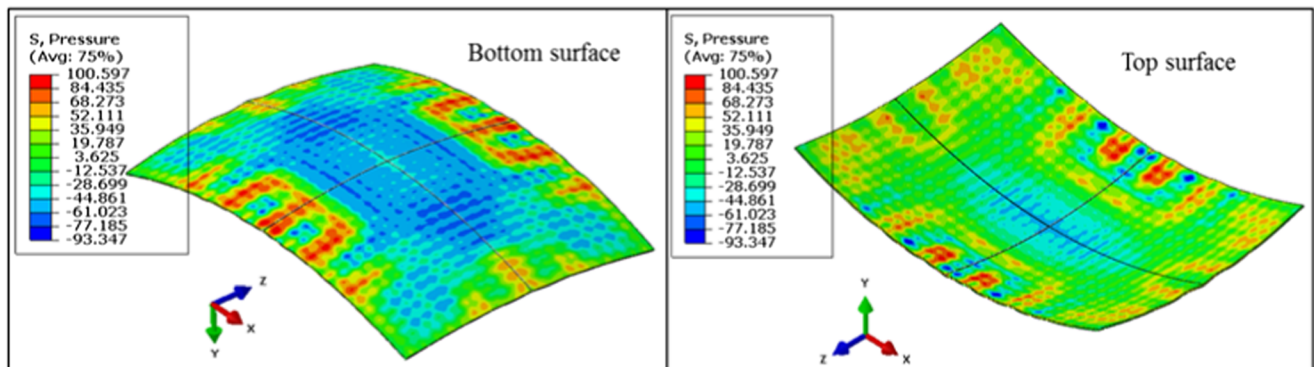 S, Pressure
(Avg: 75%)
100.597
84.435
68.273
52.111
35.949
19.787
3.625
-12.537
-28.699
-44.861
-61.023
-77.185
-93.347
Bottom surface
Z
X
Y
S, Pressure
(Avg: 75%)
100.597
84.435
68.273
52.111
35.949
19.787
3.625
-12.537
-28.699
-44.861
-61.023
-77.185
-93.347
Top surface
Y
Z
X